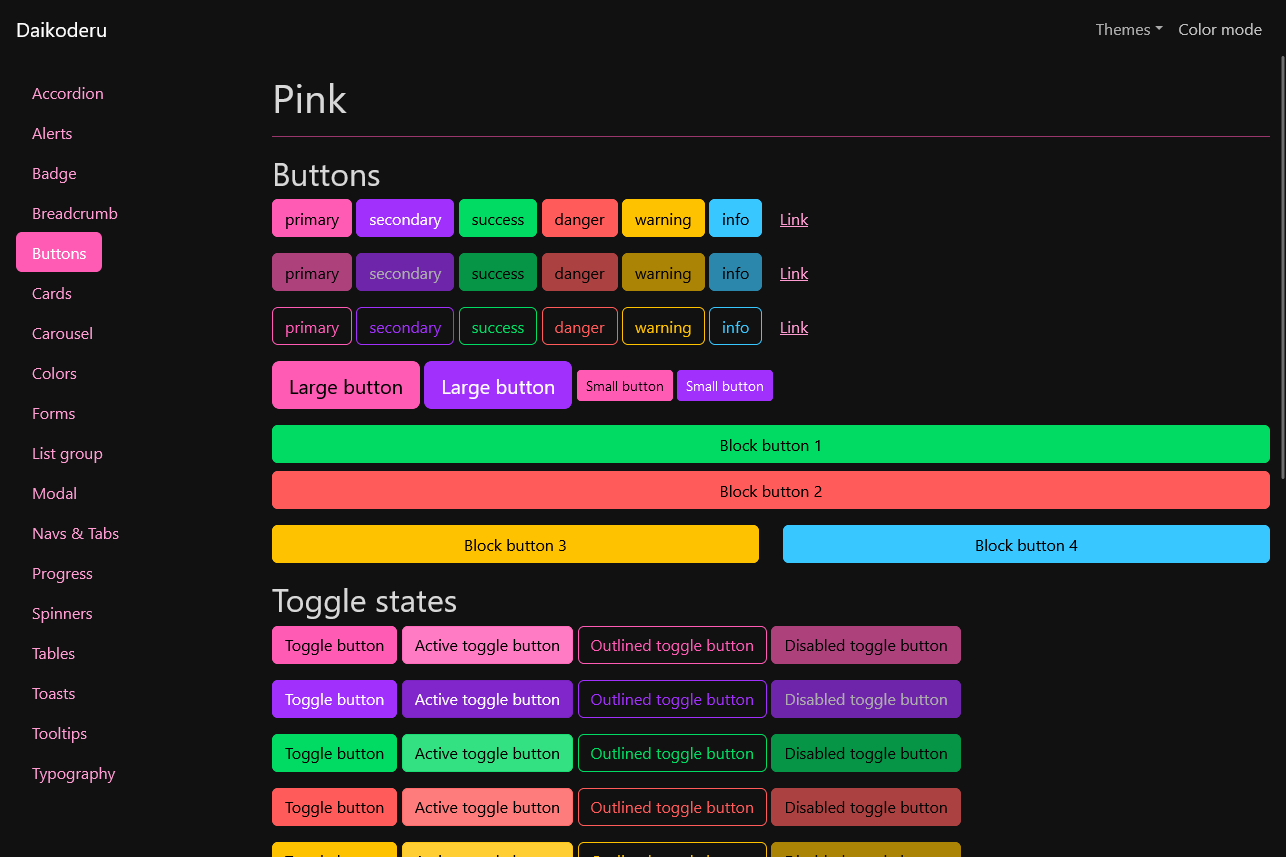 Daikoderu
Themes
Color mode
Accordion
Alerts
Badge
Breadcrumb
Buttons
Cards
Carousel
Colors
Forms
List group
Modal
Navs & Tabs
Progress
Spinners
Tables
Toasts
Tooltips
Typography
Pink
Buttons
primary secondary success danger warning info Link
primary secondary success danger warning info Link
primary secondary success danger warning info Link
Large button Large button Small button Small button
Block button 1
Block button 2
Block button 3 Block button 4
Toggle states
Toggle button Active toggle button Outlined toggle button Disabled toggle button
Toggle button Active toggle button Outlined toggle button Disabled toggle button
Toggle button Active toggle button Outlined toggle button Disabled toggle button
Toggle button Active toggle button Outlined toggle button Disabled toggle button